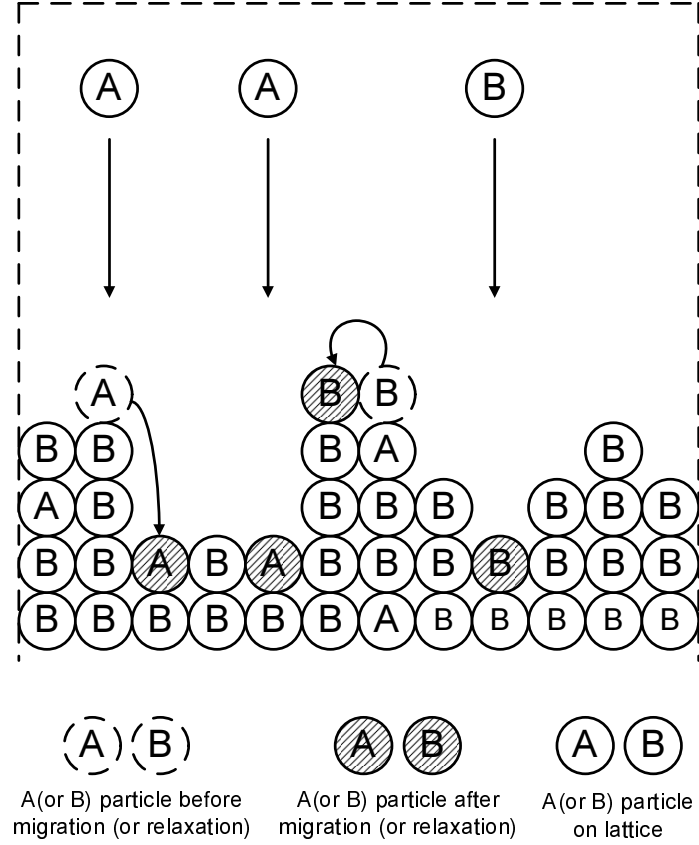 A A B
A B B
B B B A B
A B B B B B B B
B B A B A B B B B B B B
B B B B B B A B B B B B
A B A B A B
A(or B) particle before
migration (or relaxation)
A(or B) particle after
migration (or relaxation)
A(or B) particle
on lattice